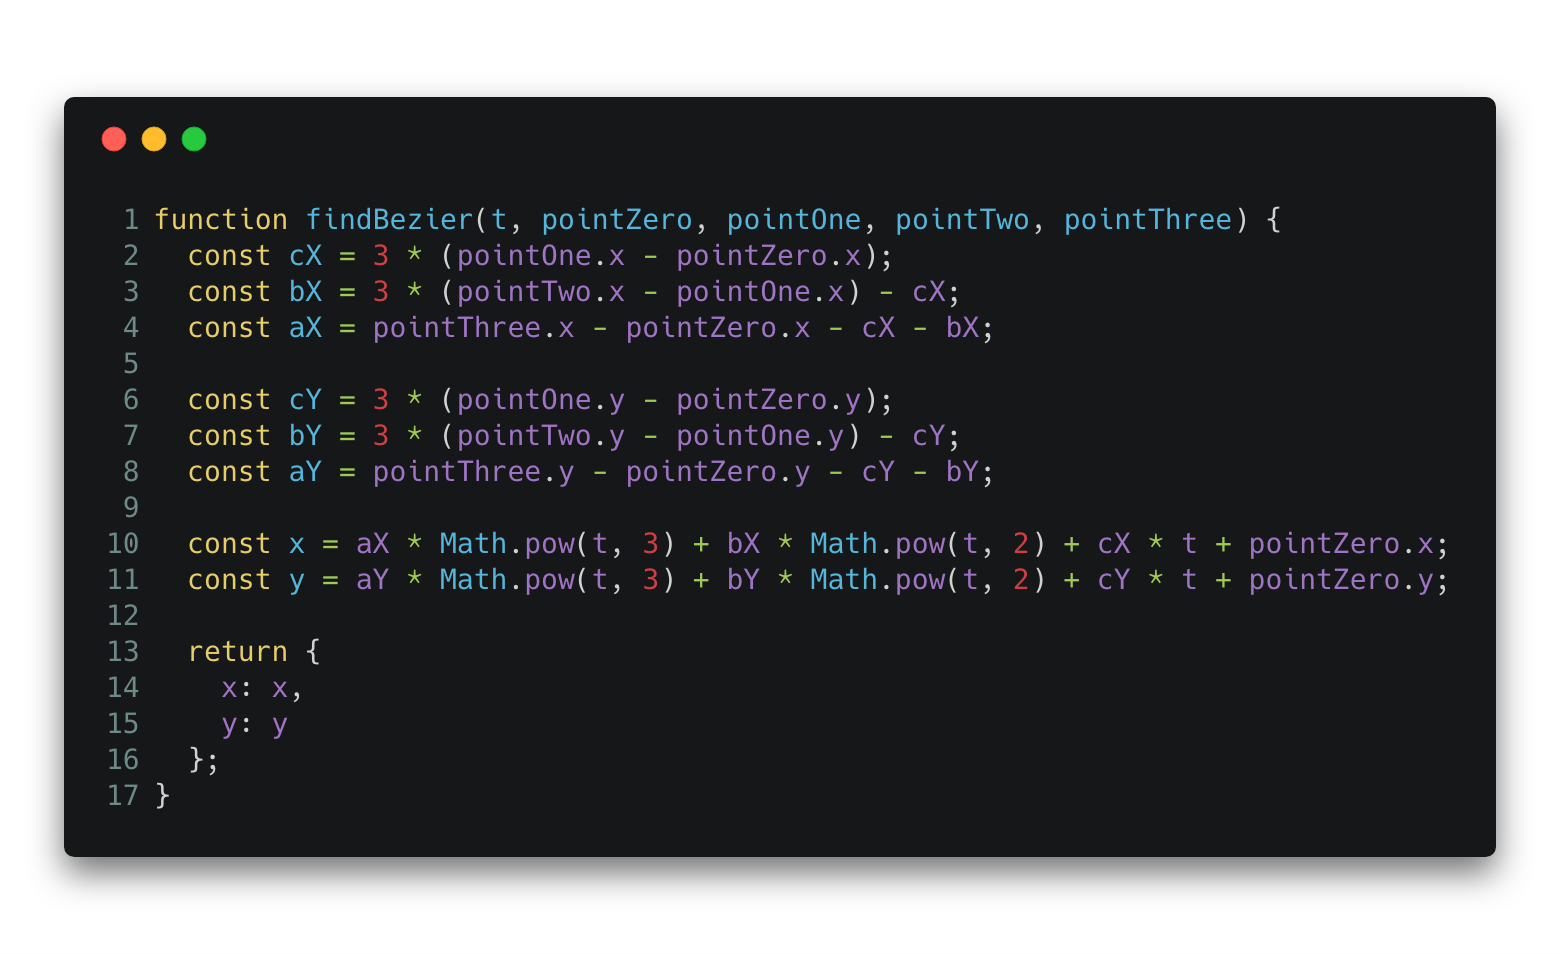 1 function findBezier(t, pointZero, pointOne, pointTwo, pointThree) {
2   const cX = 3 * (pointOne.x - pointZero.x);
3   const bX = 3 * (pointTwo.x - pointOne.x) - cX;
4   const aX = pointThree.x - pointZero.x - cX - bX;
5
6   const cY = 3 * (pointOne.y - pointZero.y);
7   const bY = 3 * (pointTwo.y - pointOne.y) - cY;
8   const aY = pointThree.y - pointZero.y - cY - bY;
9
10   const x = aX * Math.pow(t, 3) + bX * Math.pow(t, 2) + cX * t + pointZero.x;
11   const y = aY * Math.pow(t, 3) + bY * Math.pow(t, 2) + cY * t + pointZero.y;
12
13   return {
14     x: x,
15     y: y
16   };
17 }